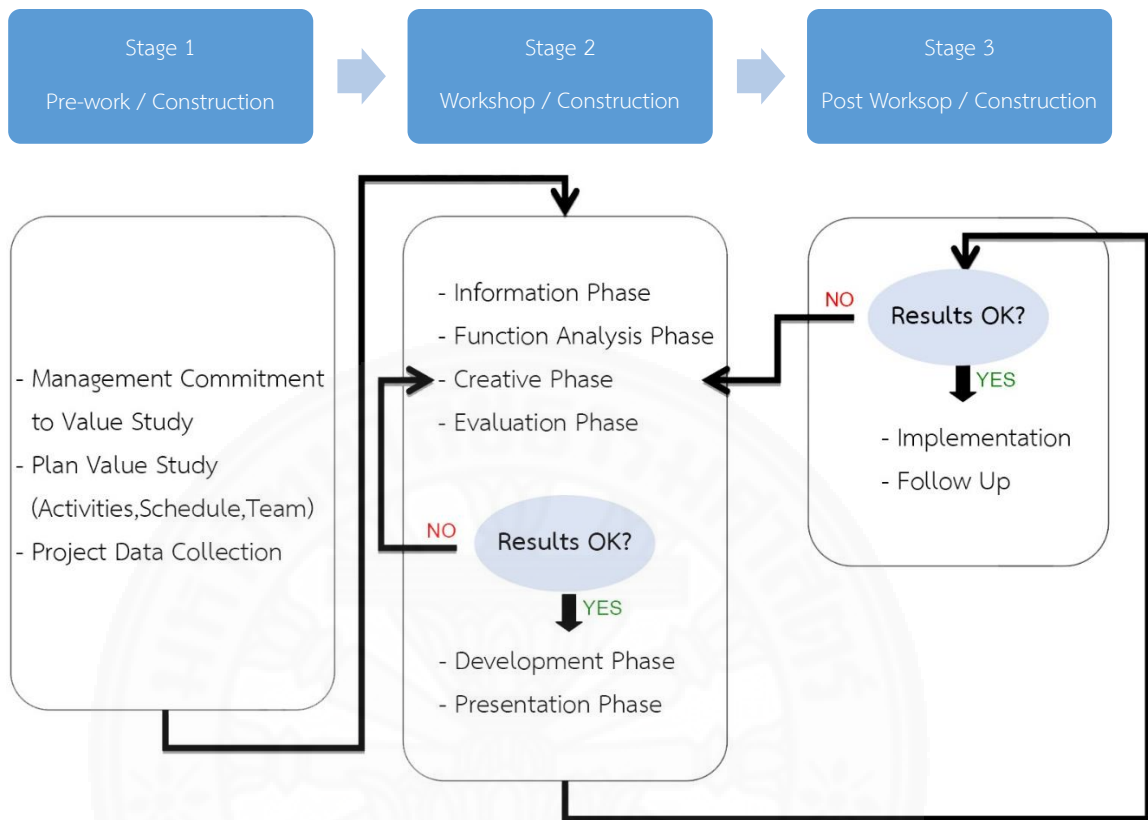 Stage 1
Pre-work / Construction
Stage 2
Workshop / Construction
Stage 3
Post Worksop / Construction
- Management Commitment
to Value Study
- Plan Value Study
(Activities,Schedule,Team)
- Project Data Collection
- Information Phase
- Function Analysis Phase
- Creative Phase
- Evaluation Phase
NO
Results OK?
YES
- Development Phase
- Presentation Phase
NO
Results OK?
YES
- Implementation
- Follow Up